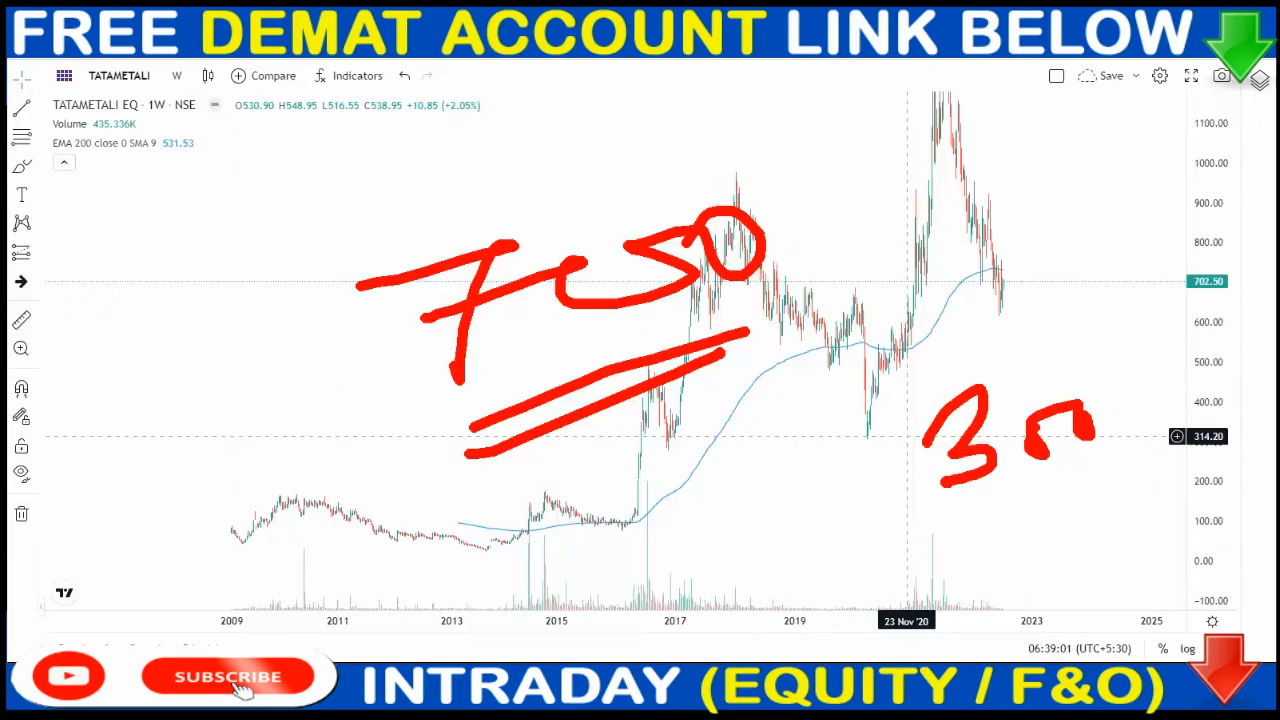 FREE DEMAT ACCOUNT LINK BELOW
TATAMETALI W Compare Indicators Save
TATAMETALI EQ · 1W · NSE O530.90 H548.95 L516.55 C538.95 +10.85 (+2.05%)
Volume 435.336K
EMA 200 close 0 SMA 9 531.53
1100.00
1000.00
900.00
800.00
702.50
600.00
500.00
400.00
314.20
200.00
100.00
0.00
-100.00
750
350
2009 2011 2013 2015 2017 2019 23 Nov '20 2023 2025
06:39:01 (UTC+5:30) % log
SUBSCRIBE
INTRADAY (EQUITY / F&O)